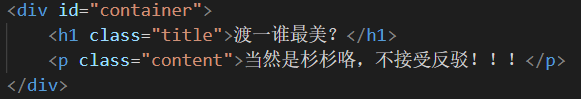 <div id="container">
<h1 class="title">渡一谁最美？</h1>
<p class="content">当然是杉杉咯，不接受反驳！！！</p>
</div>